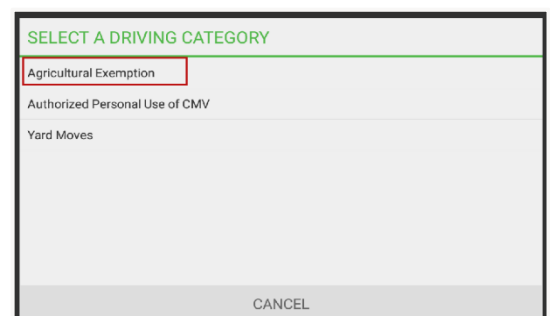 SELECT A DRIVING CATEGORY
Agricultural Exemption
Authorized Personal Use of CMV
Yard Moves
CANCEL